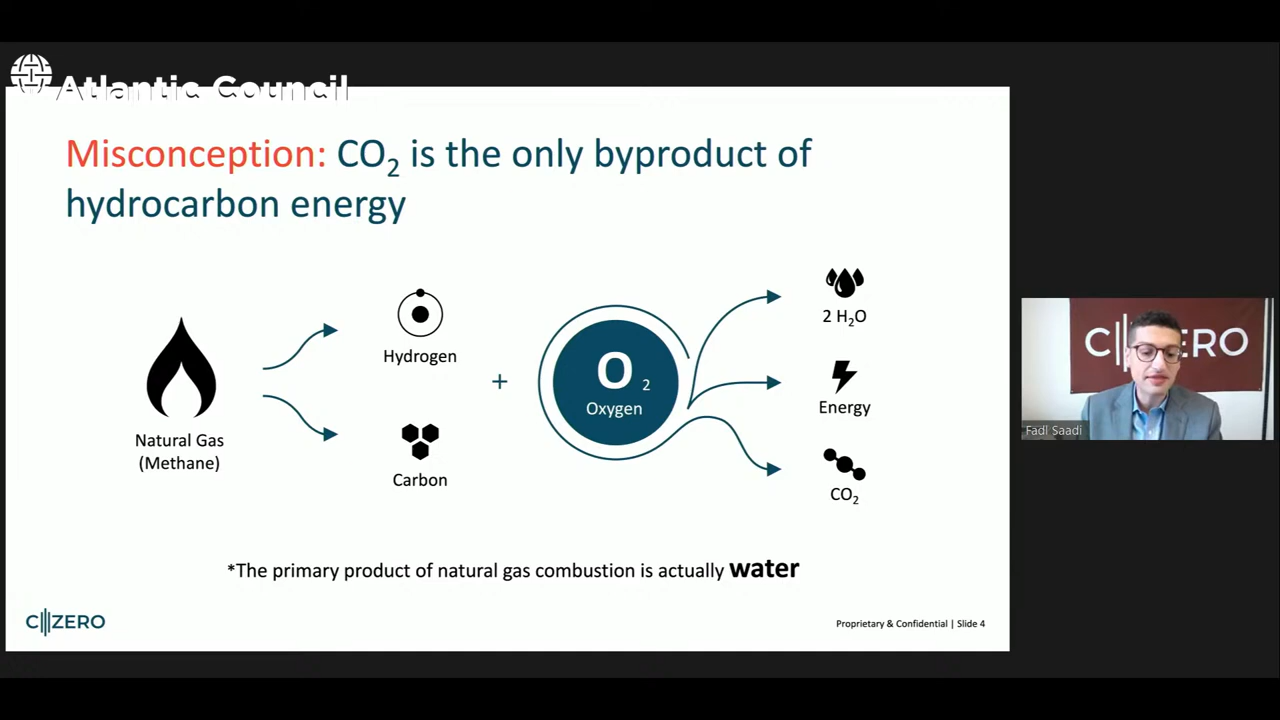 Atlantic Council
Misconception: CO₂ is the only byproduct of
hydrocarbon energy
Natural Gas
(Methane)
Hydrogen
Carbon
+
O₂
Oxygen
2 H₂O
Energy
CO₂
*The primary product of natural gas combustion is actually water
C|||ZERO
Proprietary & Confidential | Slide 4
C|||ZERO
Fadl Saadi